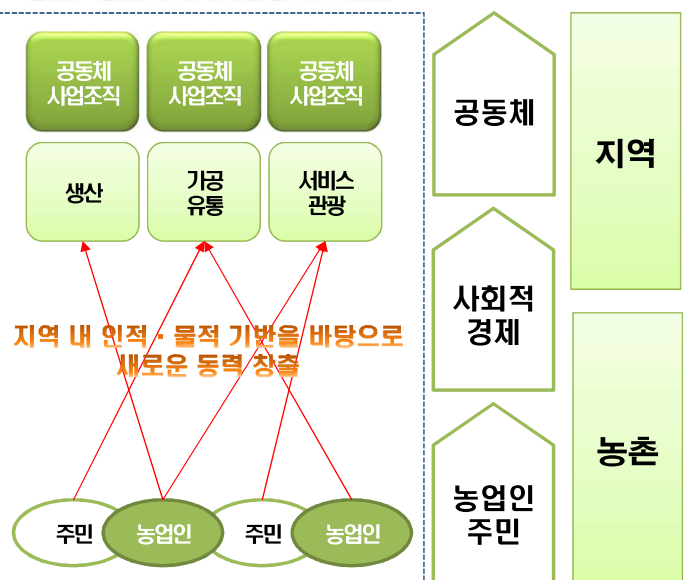 공동체
사업조직
공동체
사업조직
공동체
사업조직
생산
가공
유통
서비스
관광
지역 내 인적·물적 기반을 바탕으로
새로운 동력 창출
주민
농업인
주민
농업인
공동체
사회적
경제
농업인
주민
지역
농촌